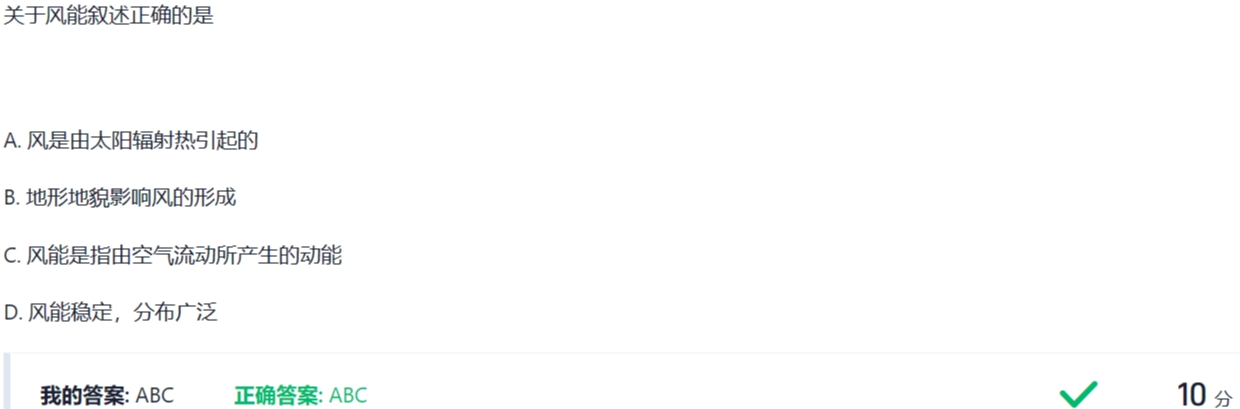 关于风能叙述正确的是
A. 风是由太阳辐射热引起的
B. 地形地貌影响风的形成
C. 风能是指由空气流动所产生的动能
D. 风能稳定，分布广泛
我的答案: ABC 正确答案: ABC 10 分